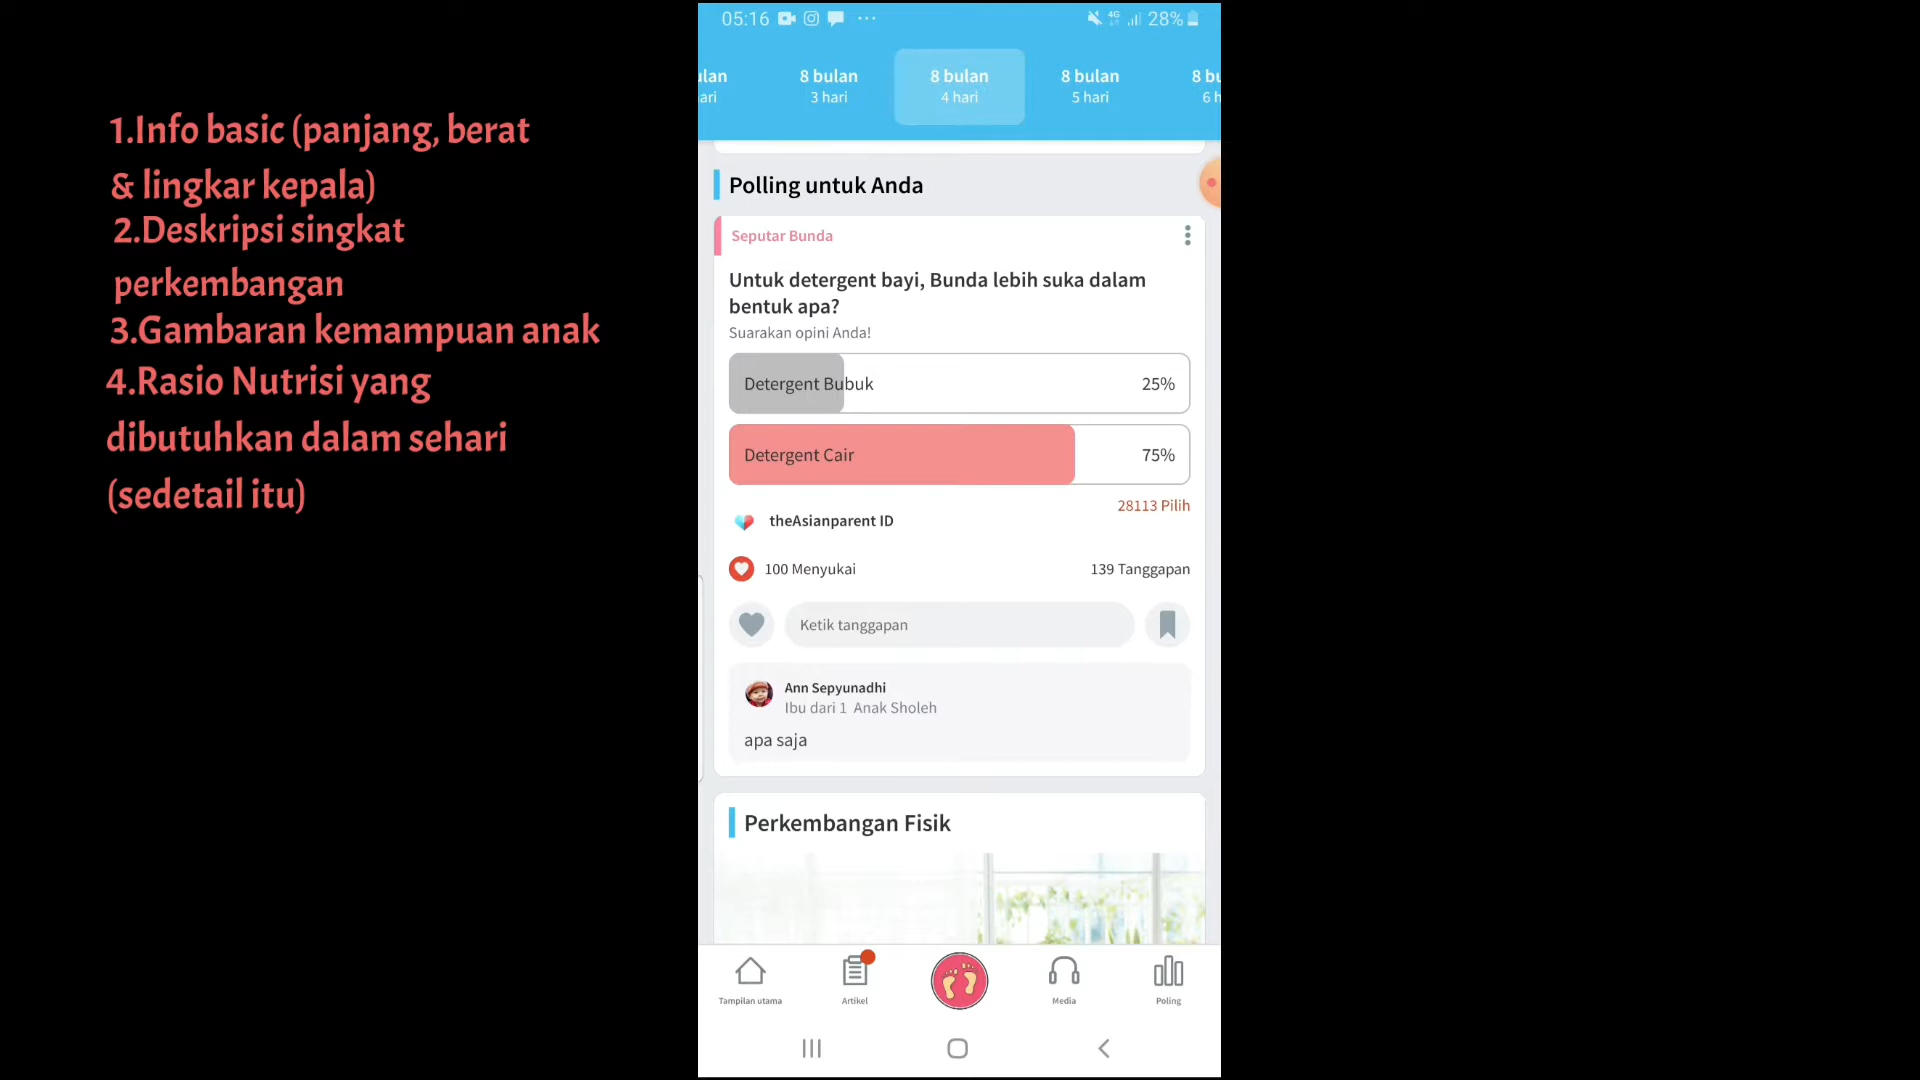 1.Info basic (panjang, berat
& lingkar kepala)
2.Deskripsi singkat
perkembangan
3.Gambaran kemampuan anak
4.Rasio Nutrisi yang
dibutuhkan dalam sehari
(sedetail itu)
05:16
4G
28%
ulan
ari
8 bulan
3 hari
8 bulan
4 hari
8 bulan
5 hari
8 bu
6 h
Polling untuk Anda
Seputar Bunda
Untuk detergent bayi, Bunda lebih suka dalam
bentuk apa?
Suarakan opini Anda!
Detergent Bubuk 25%
Detergent Cair 75%
28113 Pilih
theAsianparent ID
100 Menyukai 139 Tanggapan
Ketik tanggapan
Ann Sepyunadhi
Ibu dari 1 Anak Sholeh
apa saja
Perkembangan Fisik
Tampilan utama Artikel Media Poling